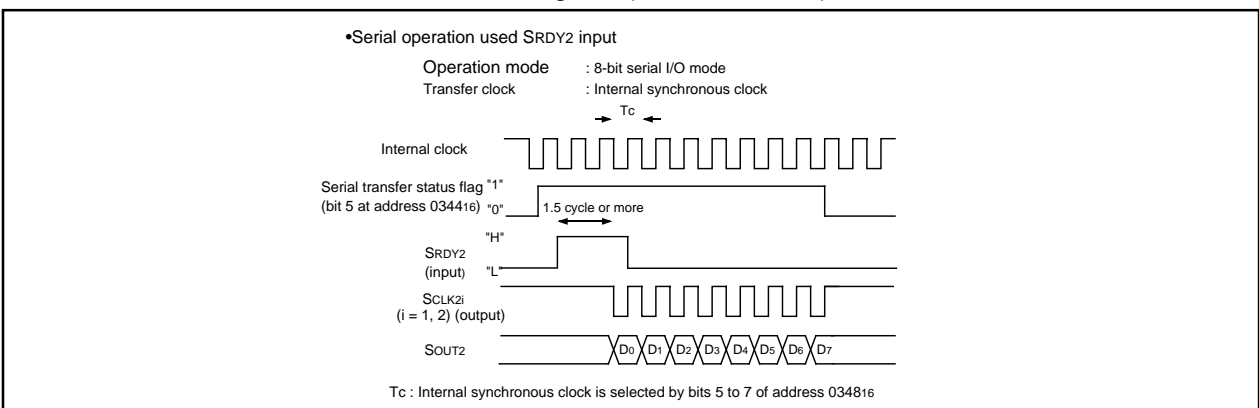 •Serial operation used SRDY2 input
Operation mode : 8-bit serial I/O mode
Transfer clock : Internal synchronous clock
Tc
Internal clock
Serial transfer status flag "1"
(bit 5 at address 034416) "0"
1.5 cycle or more
"H"
SRDY2
(input) "L"
SCLK2i
(i = 1, 2) (output)
SOUT2 D0 D1 D2 D3 D4 D5 D6 D7
Tc : Internal synchronous clock is selected by bits 5 to 7 of address 034816